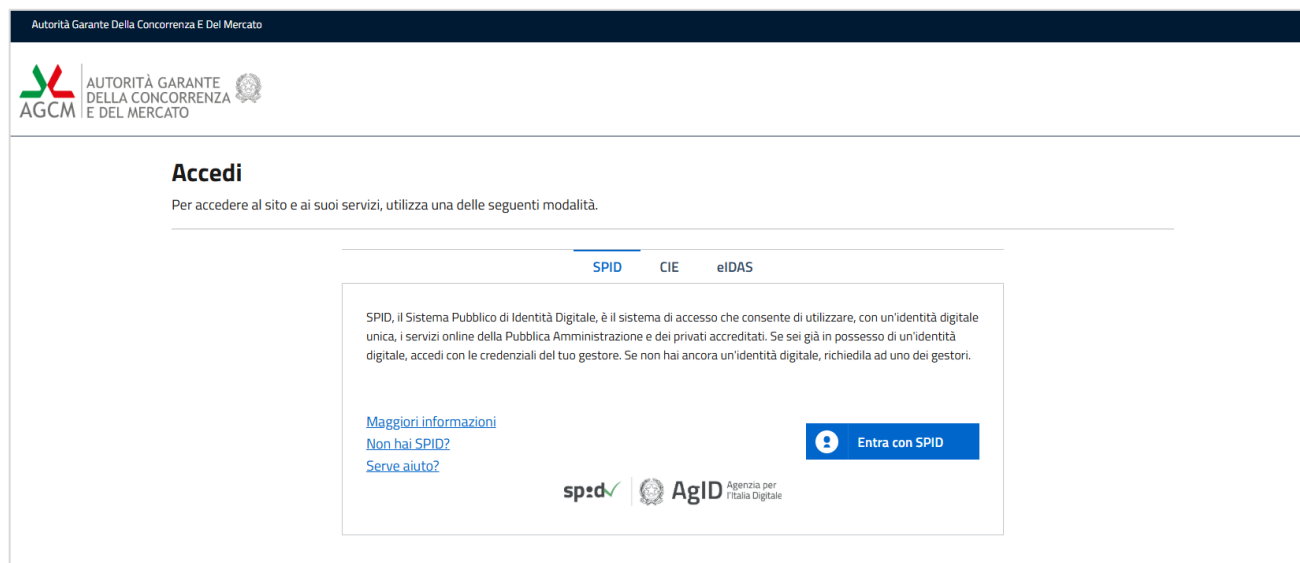 Autorità Garante Della Concorrenza E Del Mercato
AGCM
AUTORITÀ GARANTE
DELLA CONCORRENZA
E DEL MERCATO
Accedi
Per accedere al sito e ai suoi servizi, utilizza una delle seguenti modalità.
SPID CIE eIDAS
SPID, il Sistema Pubblico di Identità Digitale, è il sistema di accesso che consente di utilizzare, con un'identità digitale
unica, i servizi online della Pubblica Amministrazione e dei privati accreditati. Se sei già in possesso di un'identità
digitale, accedi con le credenziali del tuo gestore. Se non hai ancora un'identità digitale, richiedila ad uno dei gestori.
Maggiori informazioni
Non hai SPID?
Serve aiuto?
Entra con SPID
spid
AgID
Agenzia per
l'Italia Digitale